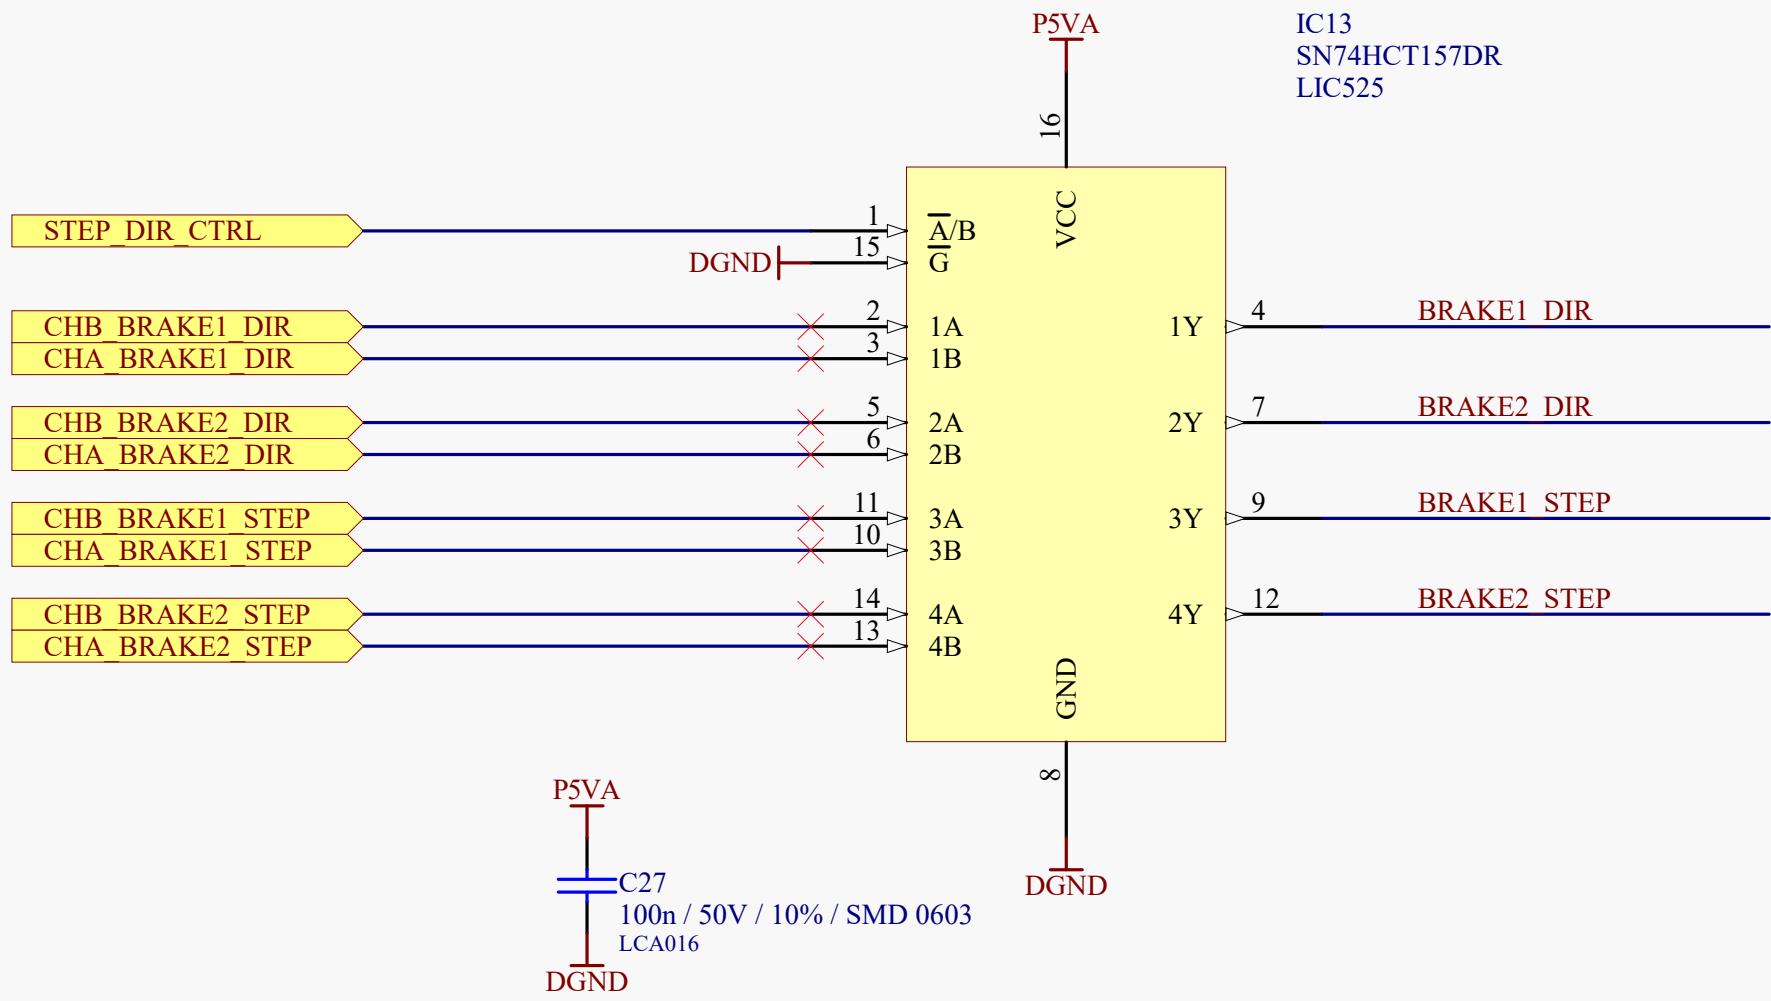 P5VA
IC13
SN74HCT157DR
LIC525
16
VCC
STEP_DIR_CTRL
1
A/B
DGND
15
G
CHB_BRAKE1_DIR
2
1A
1Y
4
BRAKE1_DIR
CHA_BRAKE1_DIR
3
1B
CHB_BRAKE2_DIR
5
2A
2Y
7
BRAKE2_DIR
CHA_BRAKE2_DIR
6
2B
CHB_BRAKE1_STEP
11
3A
3Y
9
BRAKE1_STEP
CHA_BRAKE1_STEP
10
3B
CHB_BRAKE2_STEP
14
4A
4Y
12
BRAKE2_STEP
CHA_BRAKE2_STEP
13
4B
GND
8
DGND
P5VA
C27
100n / 50V / 10% / SMD 0603
LCA016
DGND